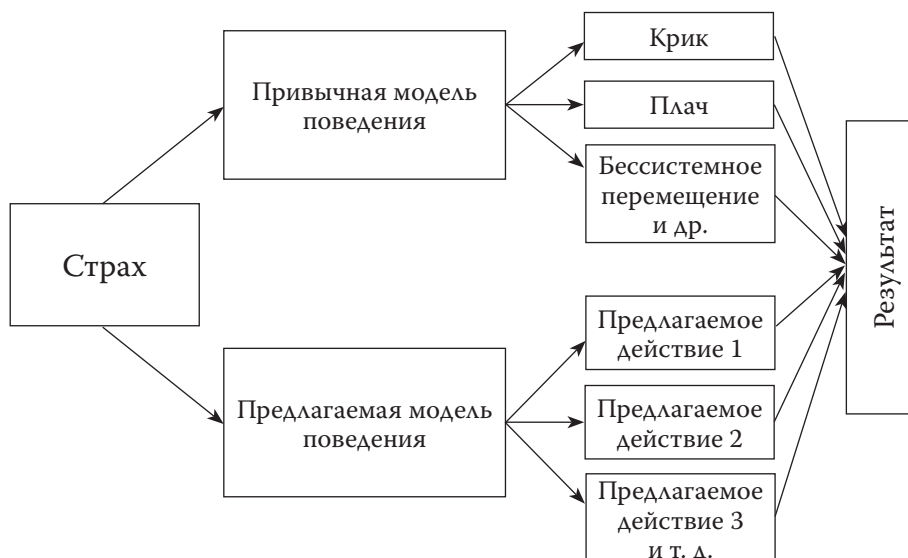 Страх
Привычная модель
поведения
Крик
Плач
Бессистемное
перемещение
и др.
Предлагаемая модель
поведения
Предлагаемое
действие 1
Предлагаемое
действие 2
Предлагаемое
действие 3
и т. д.
Результат